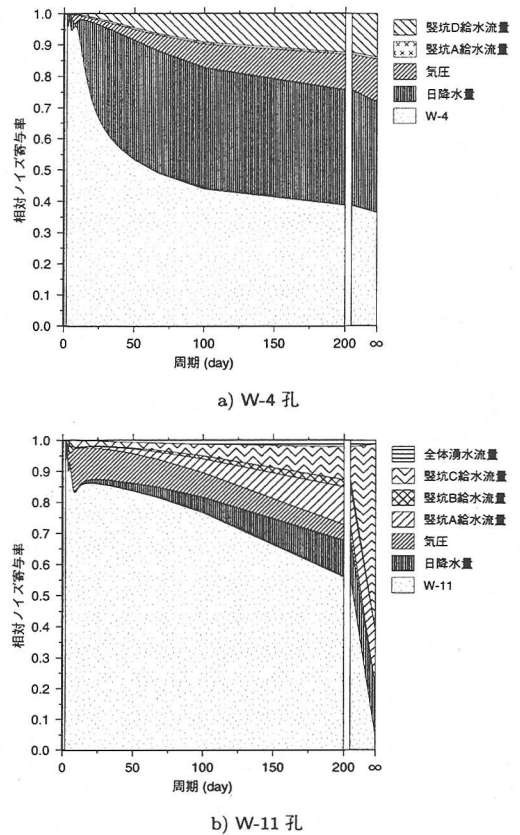 相対ノイズ寄与率
1.0
0.9
0.8
0.7
0.6
0.5
0.4
0.3
0.2
0.1
0.0
0
50
100
150
200
∞
周期 (day)
竪坑D給水流量
竪坑A給水流量
気圧
日降水量
W-4
a) W-4 孔
相対ノイズ寄与率
1.0
0.9
0.8
0.7
0.6
0.5
0.4
0.3
0.2
0.1
0.0
0
50
100
150
200
∞
周期 (day)
全体湧水流量
竪坑C給水流量
竪坑B給水流量
竪坑A給水流量
気圧
日降水量
W-11
b) W-11 孔